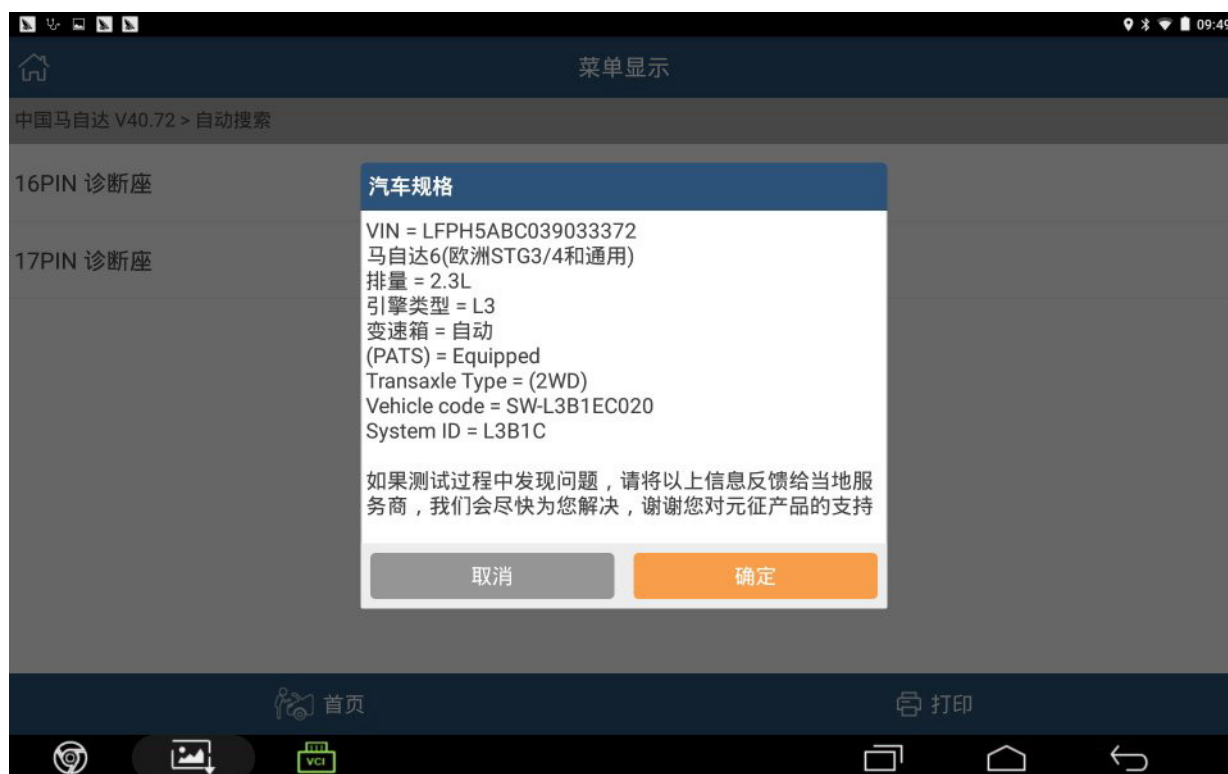 09:49
菜单显示
中国马自达 V40.72 > 自动搜索
16PIN 诊断座
17PIN 诊断座
汽车规格
VIN = LFPH5ABC039033372
马自达6(欧洲STG3/4和通用)
排量 = 2.3L
引擎类型 = L3
变速箱 = 自动
(PATS) = Equipped
Transaxle Type = (2WD)
Vehicle code = SW-L3B1EC020
System ID = L3B1C
如果测试过程中发现问题，请将以上信息反馈给当地服
务商，我们会尽快为您解决，谢谢您对元征产品的支持
取消
确定
首页
打印
VCI